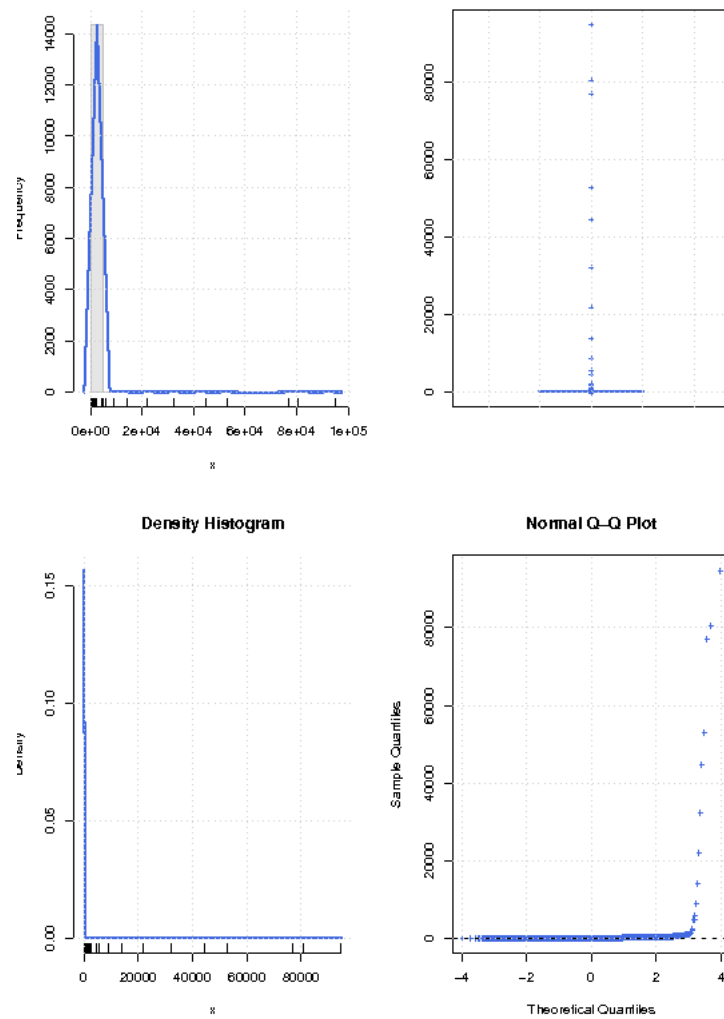 14000
12000
10000
8000
6000
4000
2000
0
Frequency
0e+00 2e+04 4e+04 6e+04 8e+04 1e+05
x
80000
60000
40000
20000
0
Density Histogram
0.15
0.10
0.05
0.00
Density
0 20000 40000 60000 80000
x
Normal Q–Q Plot
80000
60000
40000
20000
0
Sample Quantiles
−4 −2 0 2 4
Theoretical Quantiles